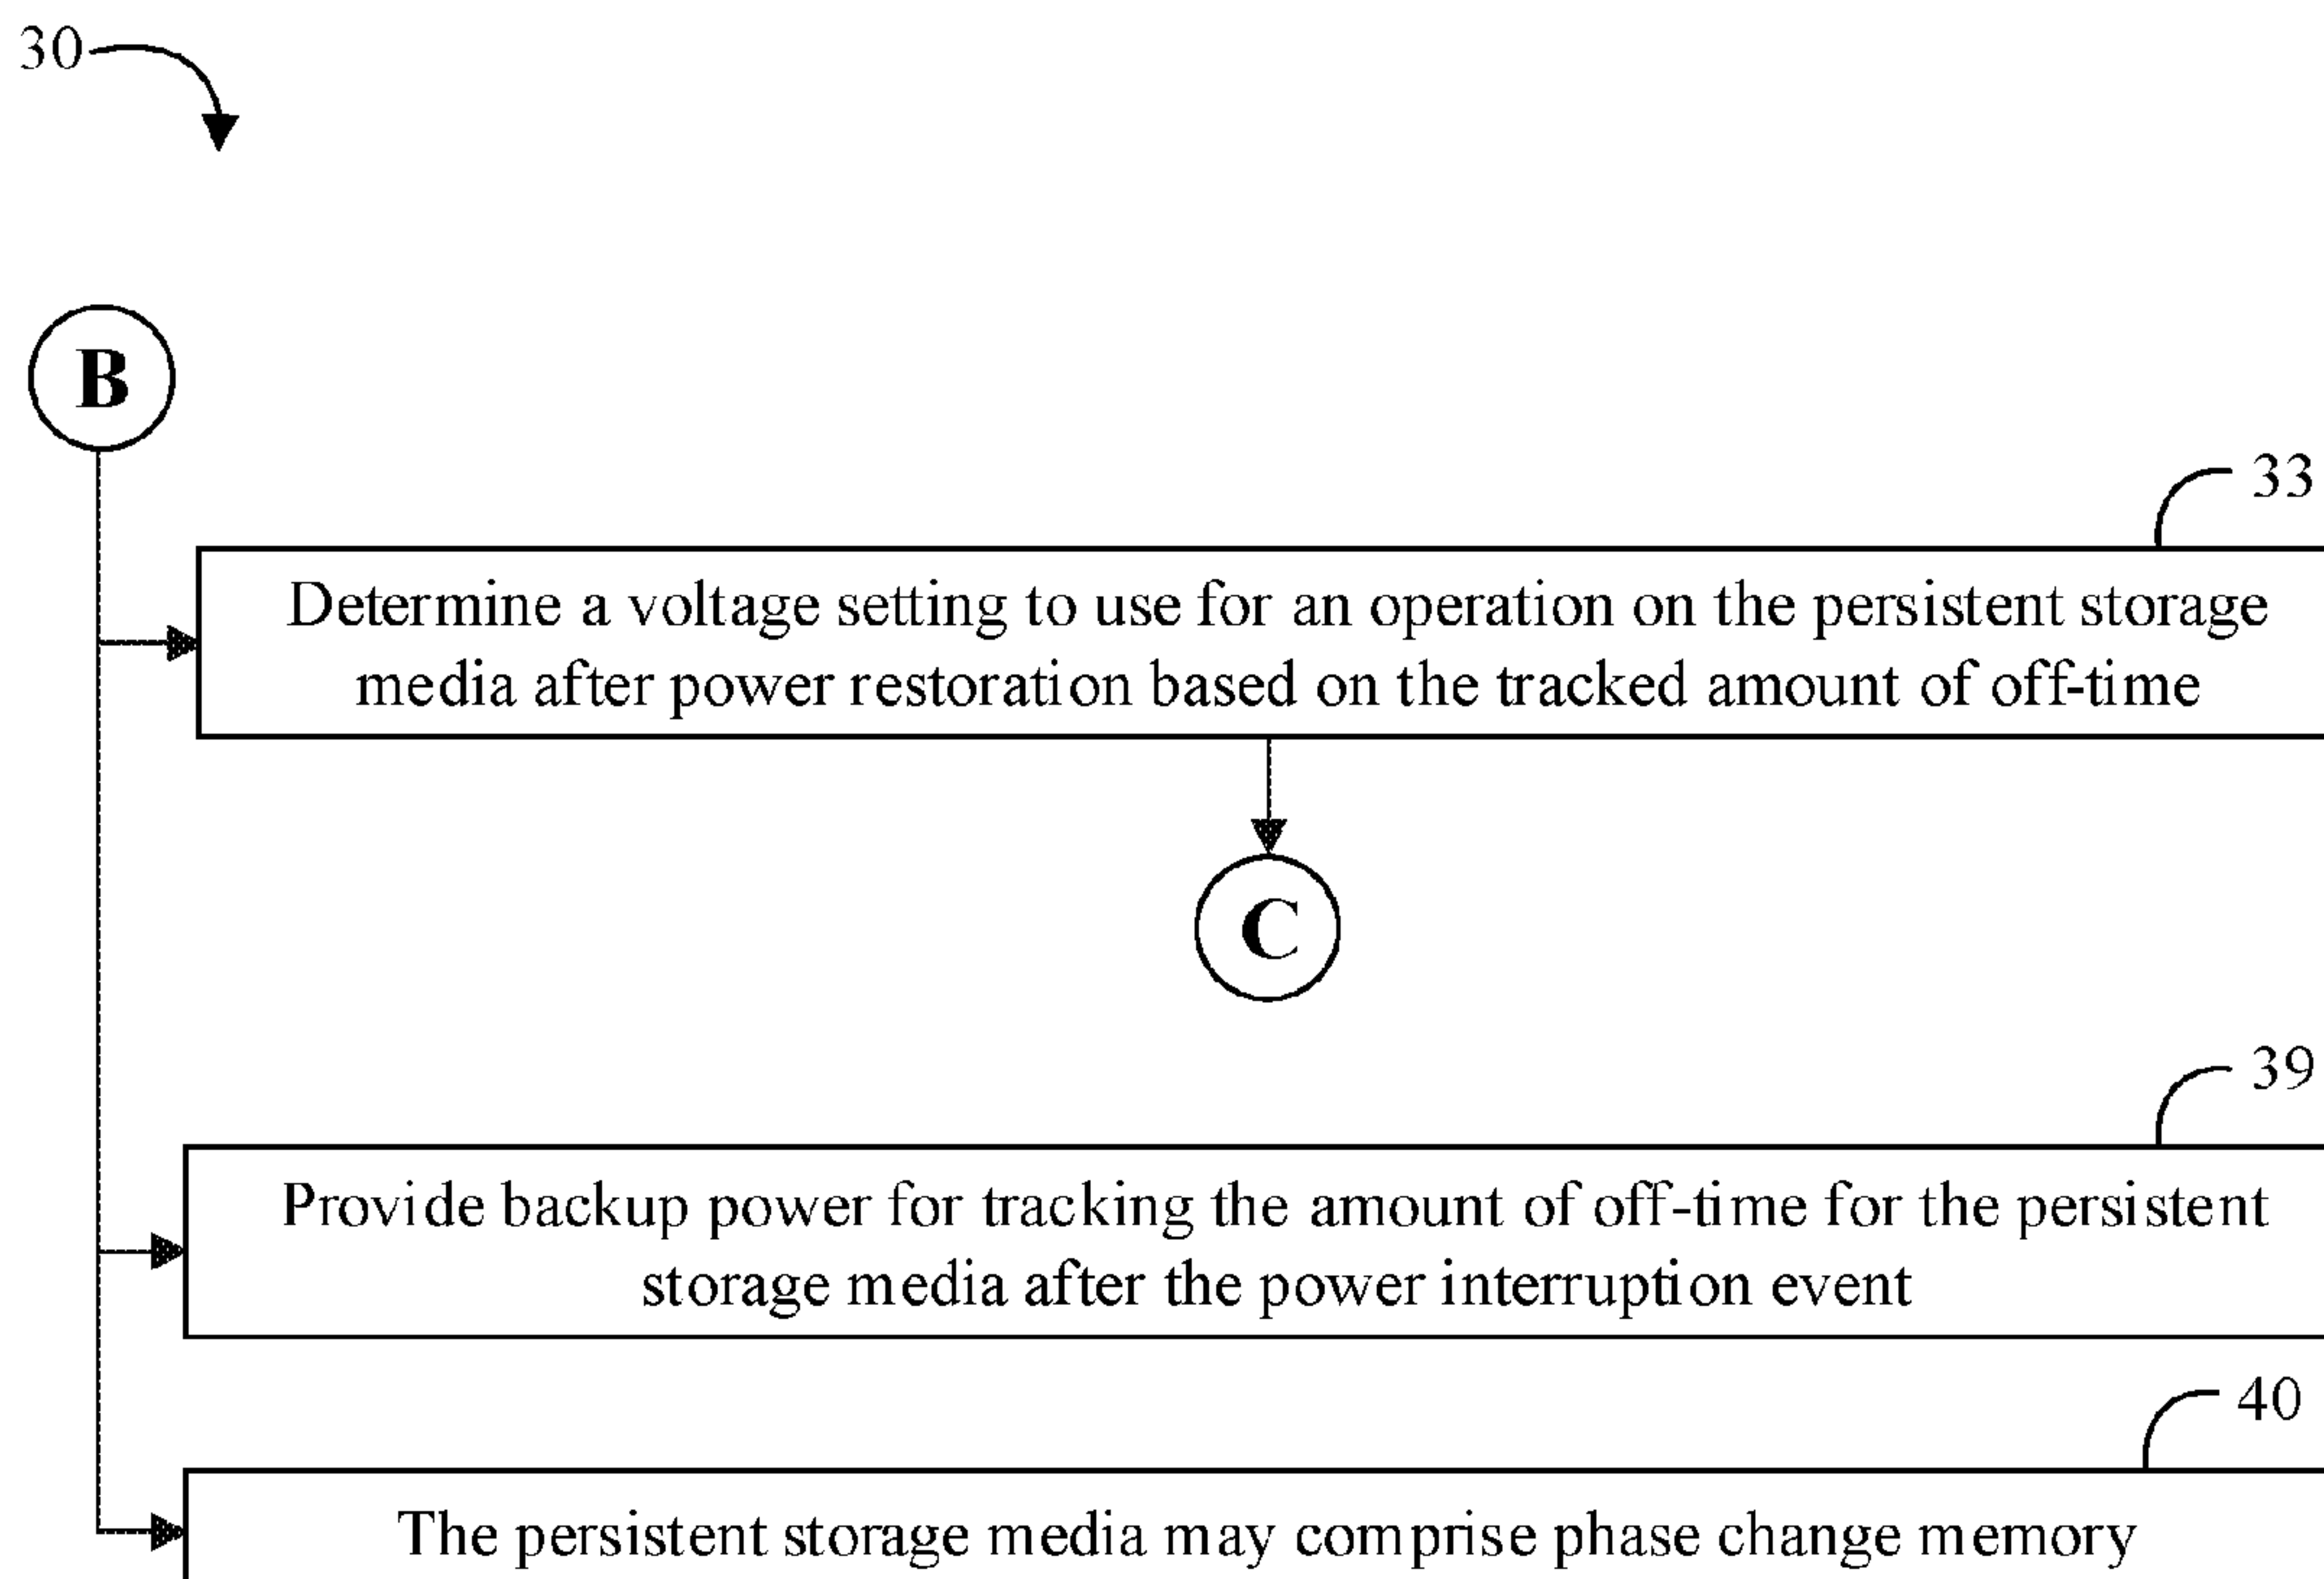 30
B
33
Determine a voltage setting to use for an operation on the persistent storage
media after power restoration based on the tracked amount of off-time
C
39
Provide backup power for tracking the amount of off-time for the persistent
storage media after the power interruption event
40
The persistent storage media may comprise phase change memory